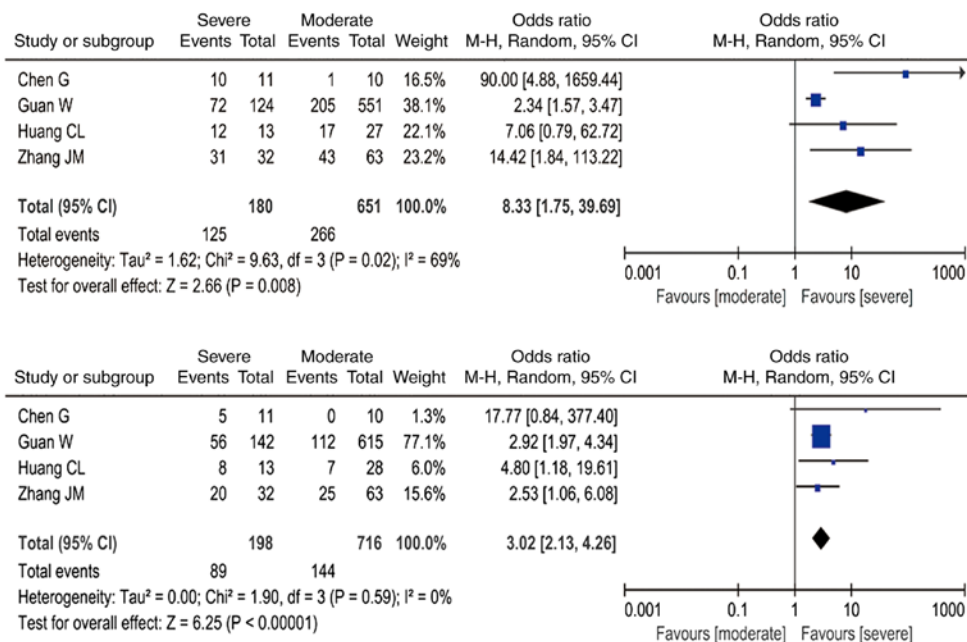 Severe Moderate Odds ratio Odds ratio
Study or subgroup Events Total Events Total Weight M-H, Random, 95% CI M-H, Random, 95% CI
Chen G 10 11 1 10 16.5% 90.00 [4.88, 1659.44]
Guan W 72 124 205 551 38.1% 2.34 [1.57, 3.47]
Huang CL 12 13 17 27 22.1% 7.06 [0.79, 62.72]
Zhang JM 31 32 43 63 23.2% 14.42 [1.84, 113.22]
Total (95% CI) 180 651 100.0% 8.33 [1.75, 39.69]
Total events 125 266
Heterogeneity: Tau² = 1.62; Chi² = 9.63, df = 3 (P = 0.02); I² = 69%
Test for overall effect: Z = 2.66 (P = 0.008)
0.001 0.1 1 10 1000
Favours [moderate] Favours [severe]
Severe Moderate Odds ratio Odds ratio
Study or subgroup Events Total Events Total Weight M-H, Random, 95% CI M-H, Random, 95% CI
Chen G 5 11 0 10 1.3% 17.77 [0.84, 377.40]
Guan W 56 142 112 615 77.1% 2.92 [1.97, 4.34]
Huang CL 8 13 7 28 6.0% 4.80 [1.18, 19.61]
Zhang JM 20 32 25 63 15.6% 2.53 [1.06, 6.08]
Total (95% CI) 198 716 100.0% 3.02 [2.13, 4.26]
Total events 89 144
Heterogeneity: Tau² = 0.00; Chi² = 1.90, df = 3 (P = 0.59); I² = 0%
Test for overall effect: Z = 6.25 (P < 0.00001)
0.001 0.1 1 10 1000
Favours [moderate] Favours [severe]